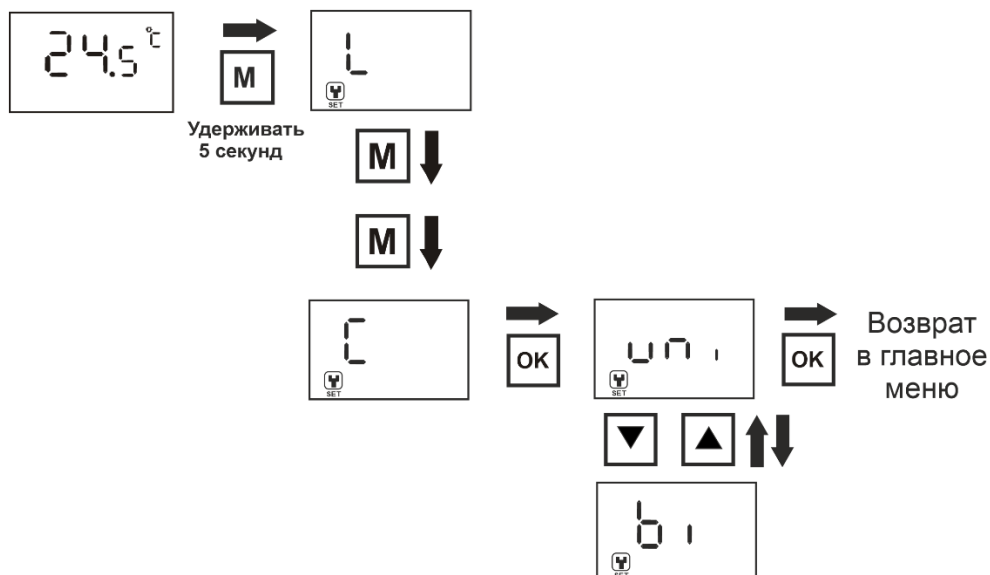 24.5 °C
M
Удерживать
5 секунд
L
SET
M
M
C
SET
OK
uni
SET
OK
Возврат
в главное
меню
bi
SET